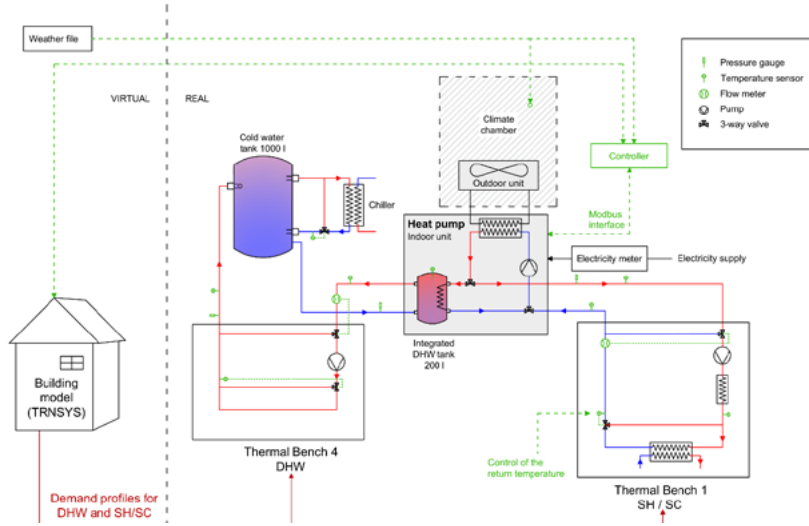 Weather file
VIRTUAL
REAL
Pressure gauge
Temperature sensor
Flow meter
Pump
3-way valve
Cold water
tank 1000 l
Climate
chamber
Controller
Outdoor unit
Chiller
Heat pump
Indoor unit
Modbus
interface
Electricity meter
Electricity supply
Integrated
DHW tank
200 l
Building
model
(TRNSYS)
Thermal Bench 4
DHW
Control of the
return temperature
Thermal Bench 1
SH / SC
Demand profiles for
DHW and SH/SC